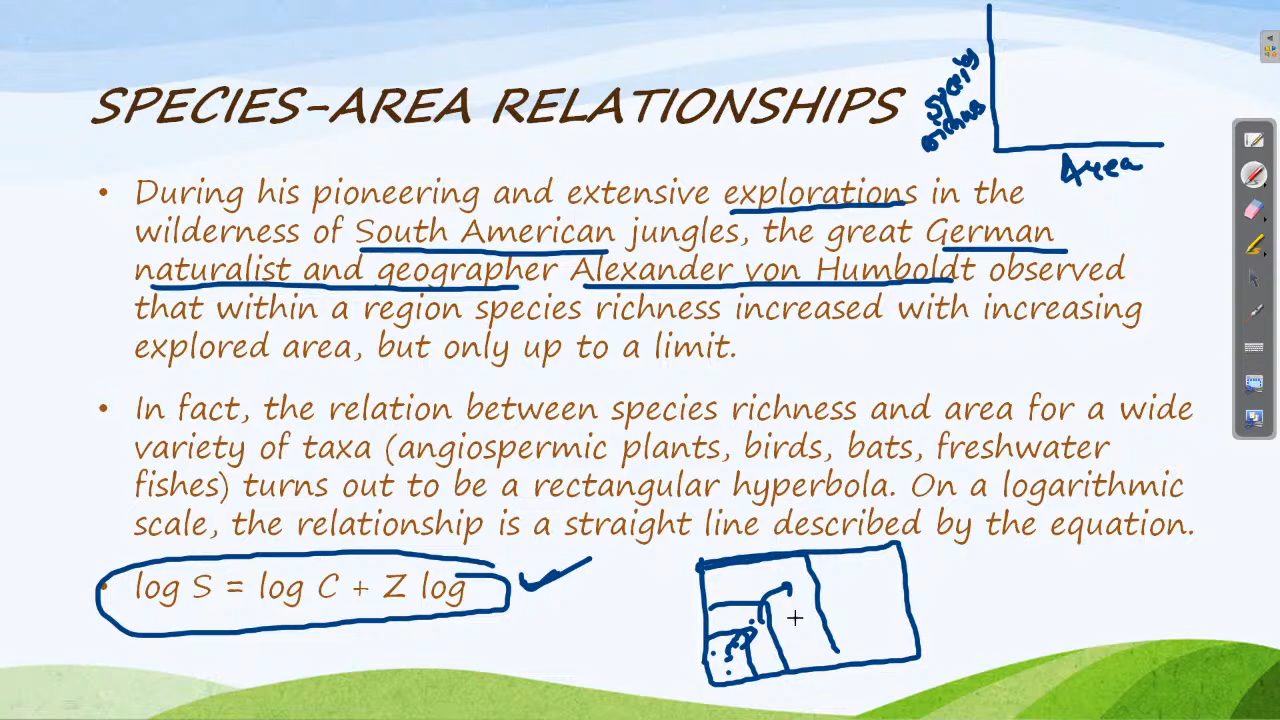 SPECIES-AREA RELATIONSHIPS
species
richness
Area
• During his pioneering and extensive explorations in the
wilderness of South American jungles, the great German
naturalist and geographer Alexander von Humboldt observed
that within a region species richness increased with increasing
explored area, but only up to a limit.
• In fact, the relation between species richness and area for a wide
variety of taxa (angiospermic plants, birds, bats, freshwater
fishes) turns out to be a rectangular hyperbola. On a logarithmic
scale, the relationship is a straight line described by the equation.
• log S = log C + Z log